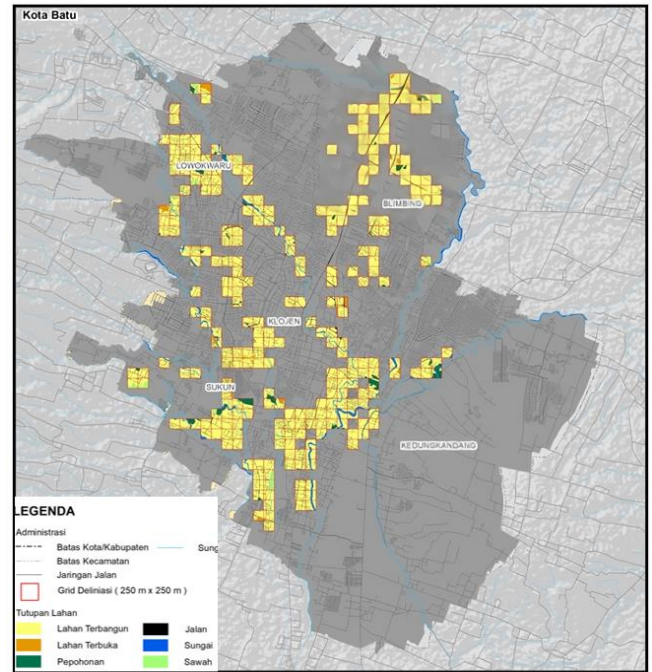 Kota Batu
LOWOKWARU
BLIMBING
KLOJEN
SUKUN
KEDUNGKANDANG
LEGENDA
Administrasi
Batas Kota/Kabupaten Sung
Batas Kecamatan
Jaringan Jalan
Grid Deliniasi ( 250 m x 250 m )
Tutupan Lahan
Lahan Terbangun Jalan
Lahan Terbuka Sungai
Pepohonan Sawah